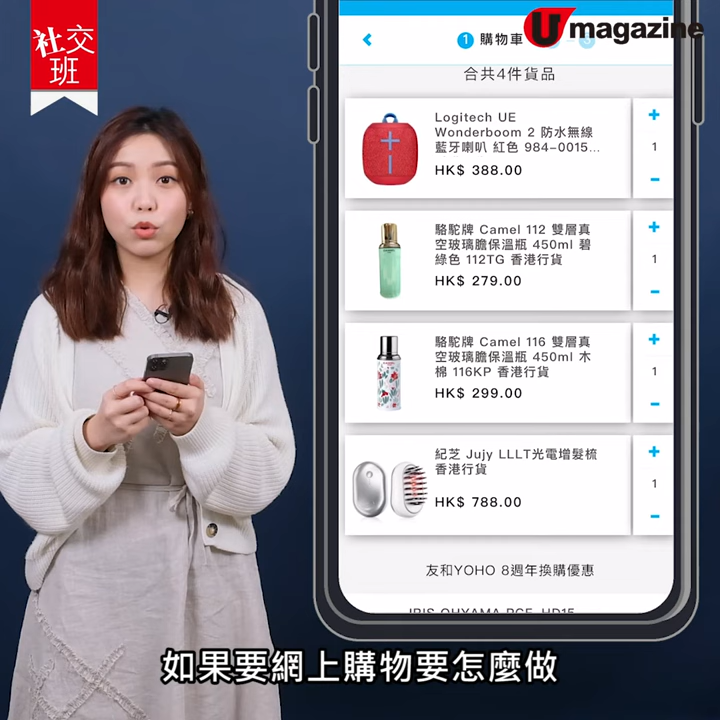 社交班
U magazine
1 購物車
合共4件貨品
Logitech UE
Wonderboom 2 防水無線
藍牙喇叭 紅色 984-0015...
HK$ 388.00
1
駱駝牌 Camel 112 雙層真
空玻璃膽保溫瓶 450ml 碧
綠色 112TG 香港行貨
HK$ 279.00
1
駱駝牌 Camel 116 雙層真
空玻璃膽保溫瓶 450ml 木
棉 116KP 香港行貨
HK$ 299.00
1
紀芝 Jujy LLLT光電增髮梳
香港行貨
HK$ 788.00
1
友和YOHO 8週年換購優惠
如果要網上購物要怎麼做